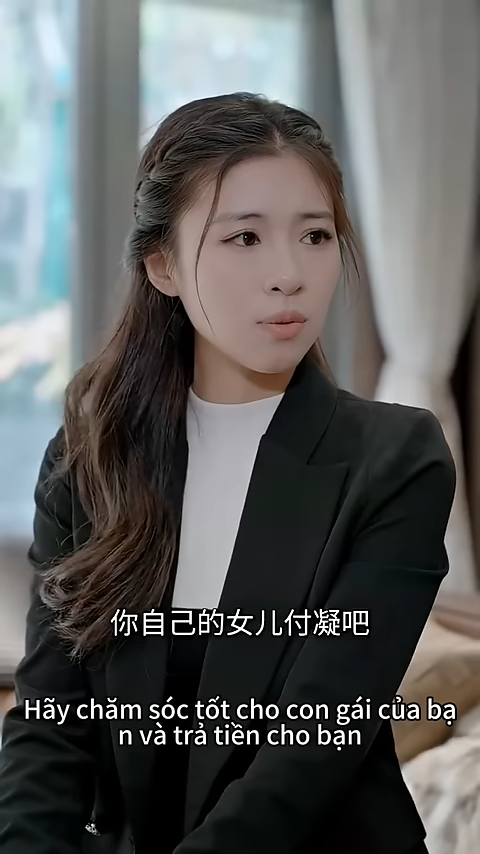 你自己的女儿付凝吧
Hãy chăm sóc tốt cho con gái của bạ
n và trả tiền cho bạn